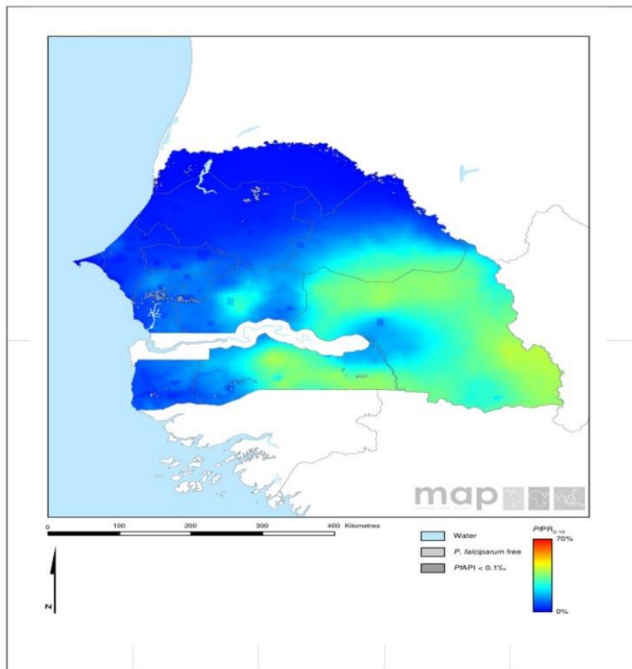 map
0 100 200 300 400 Kilometres
Water
P. falciparum free
PfAPI < 0.1‰
PfPR2-10
70%
0%
N